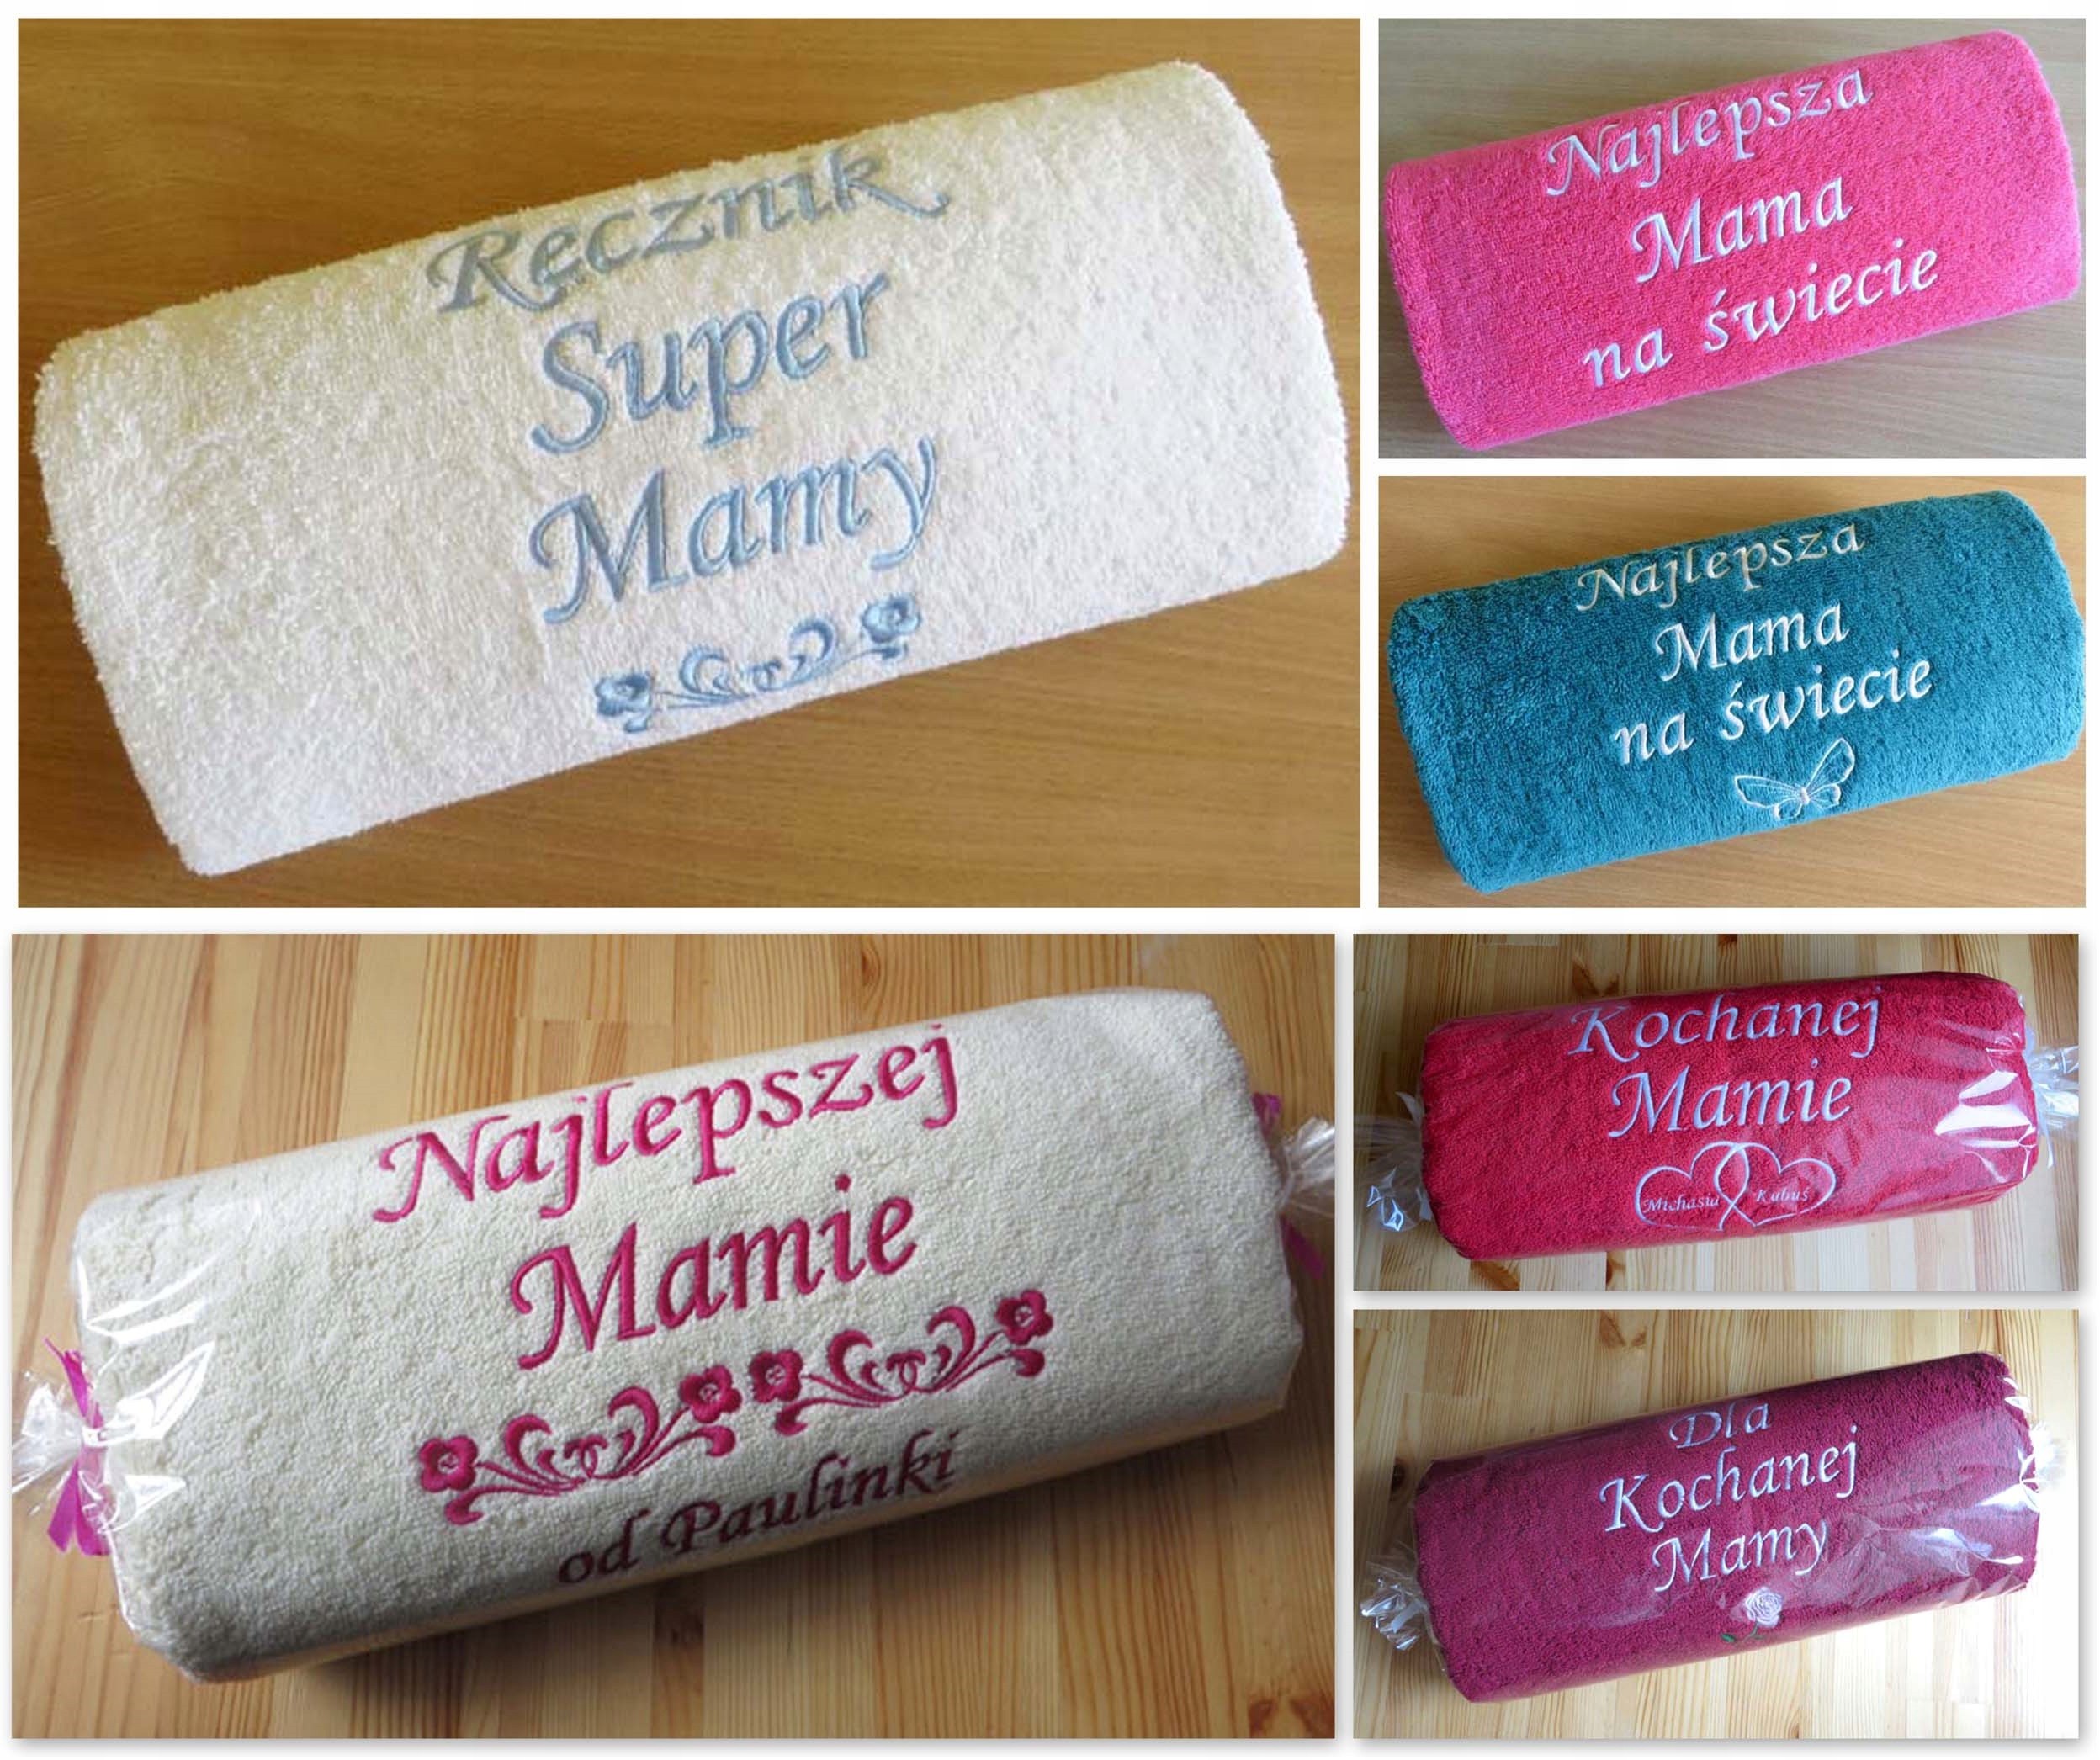 Ręcznik
Super
Mamy
Najlepsza
Mama
na świecie
Najlepsza
Mama
na świecie
Najlepszej
Mamie
od Paulinki
Kochanej
Mamie
Michasiu Kubuś
Dla
Kochanej
Mamy